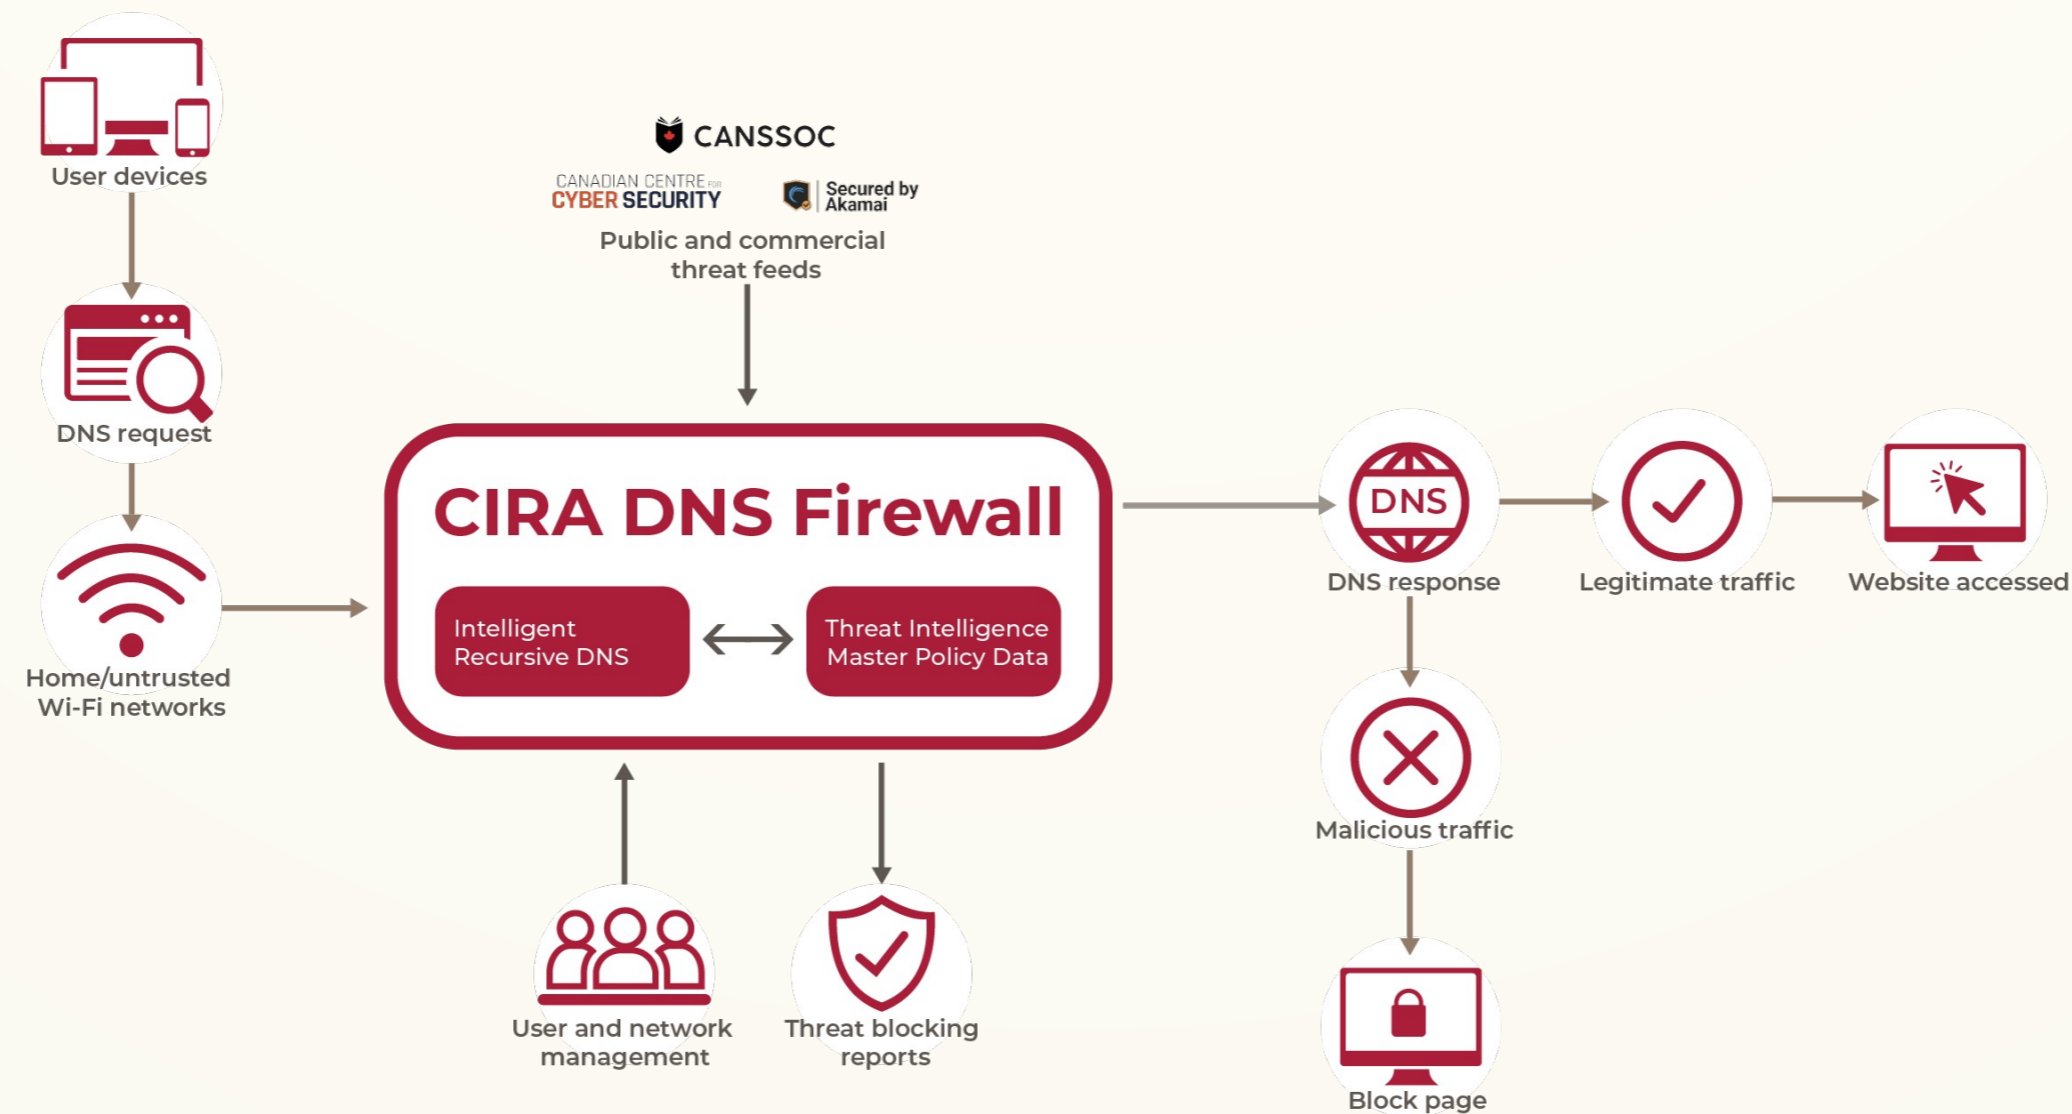 User devices
DNS request
Home/untrusted
Wi-Fi networks
CANSSOC
CANADIAN CENTRE FOR
CYBER SECURITY
Secured by
Akamai
Public and commercial
threat feeds
CIRA DNS Firewall
Intelligent
Recursive DNS
Threat Intelligence
Master Policy Data
User and network
management
Threat blocking
reports
DNS
DNS response
Legitimate traffic
Website accessed
Malicious traffic
Block page